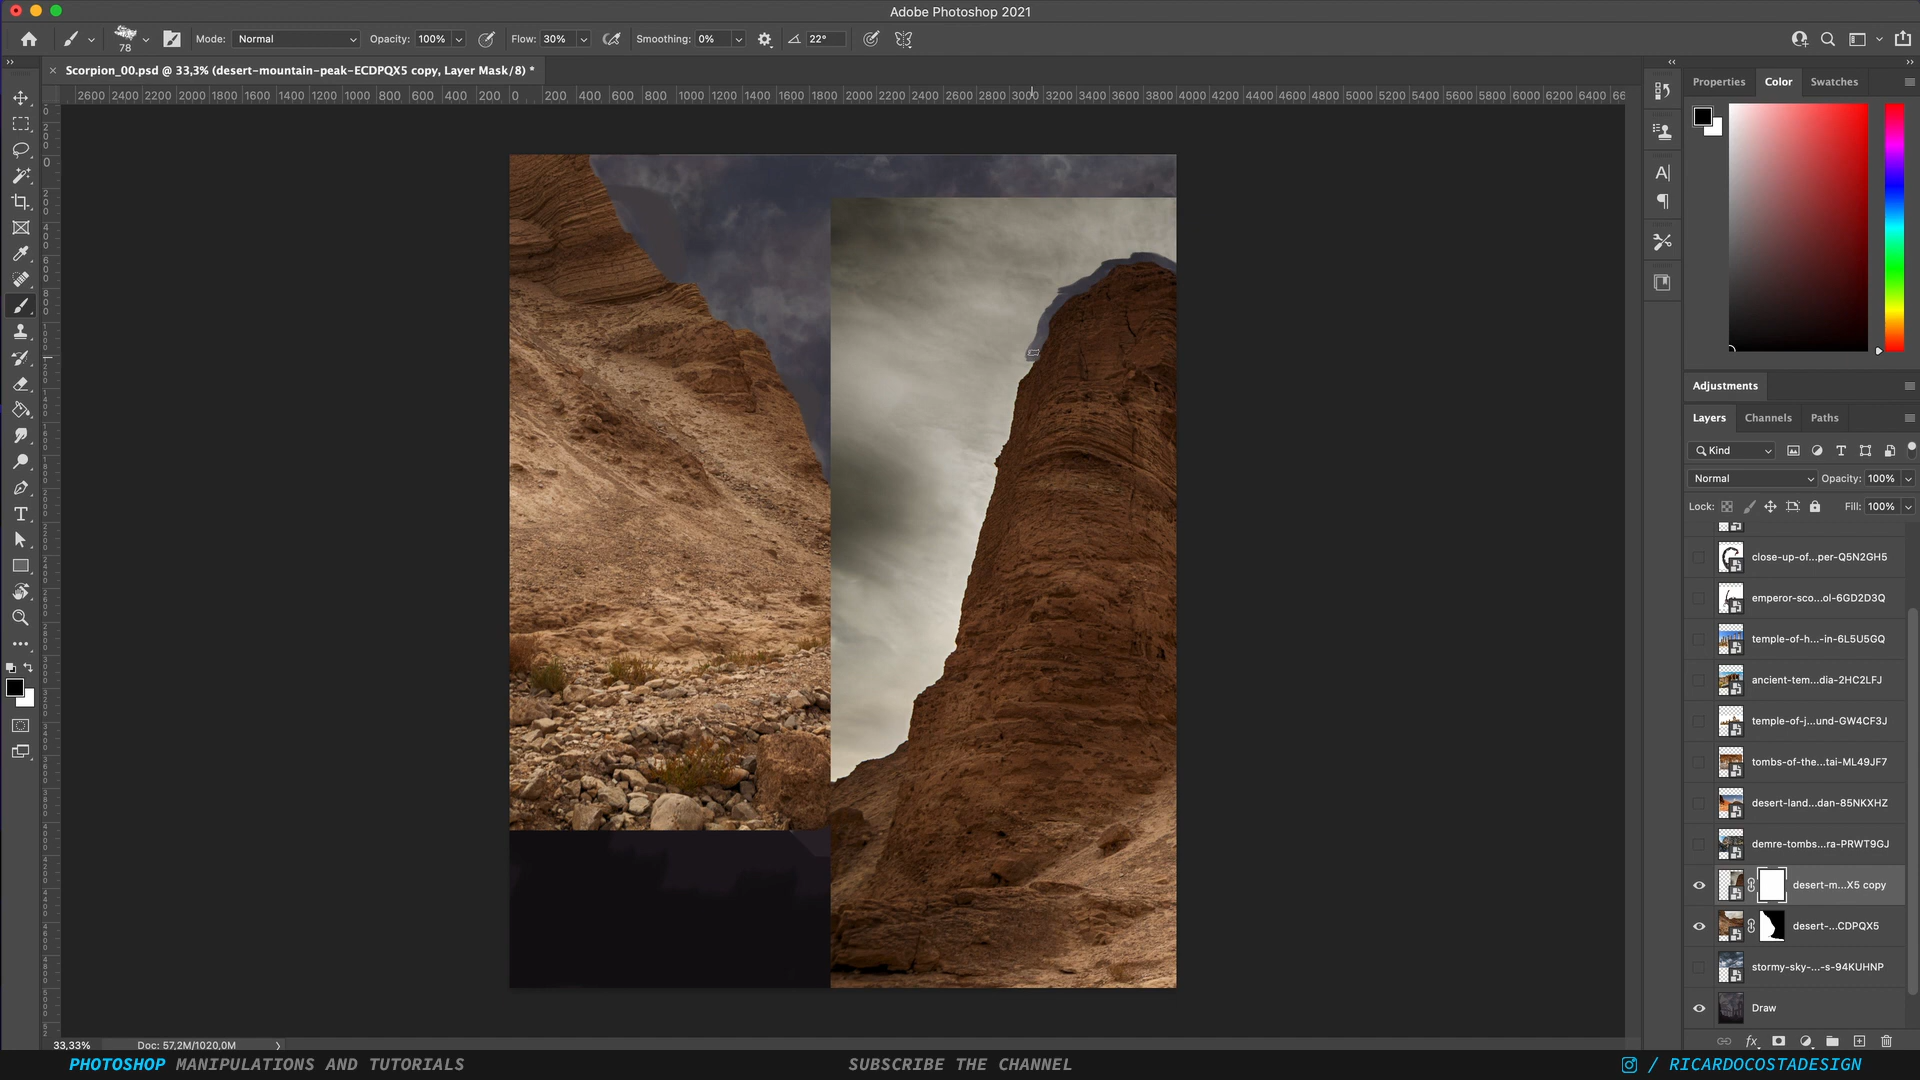 Adobe Photoshop 2021
78
Mode: Normal
Opacity: 100%
Flow: 30%
Smoothing: 0%
22°
Scorpion_00.psd @ 33,3% (desert-mountain-peak-ECDPQX5 copy, Layer Mask/8) *
2600 2400 2200 2000 1800 1600 1400 1200 1000 800 600 400 200 0 200 400 600 800 1000 1200 1400 1600 1800 2000 2200 2400 2600 2800 3000 3200 3400 3600 3800 4000 4200 4400 4600 4800 5000 5200 5400 5600 5800 6000 6200 6400 66
Properties
Color
Swatches
Adjustments
Layers
Channels
Paths
Kind
Normal
Opacity: 100%
Lock:
Fill: 100%
close-up-of...per-Q5N2GH5
emperor-sco...ol-6GD2D3Q
temple-of-h...-in-6L5U5GQ
ancient-tem...dia-2HC2LFJ
temple-of-j...und-GW4CF3J
tombs-of-the...tai-ML49JF7
desert-land...dan-85NKXHZ
demre-tombs...ra-PRWT9GJ
desert-m...X5 copy
desert-...CDPQX5
stormy-sky-...-s-94KUHNP
Draw
33,33%
Doc: 57,2M/1020,0M
PHOTOSHOP MANIPULATIONS AND TUTORIALS
SUBSCRIBE THE CHANNEL
/ RICARDOCOSTADESIGN